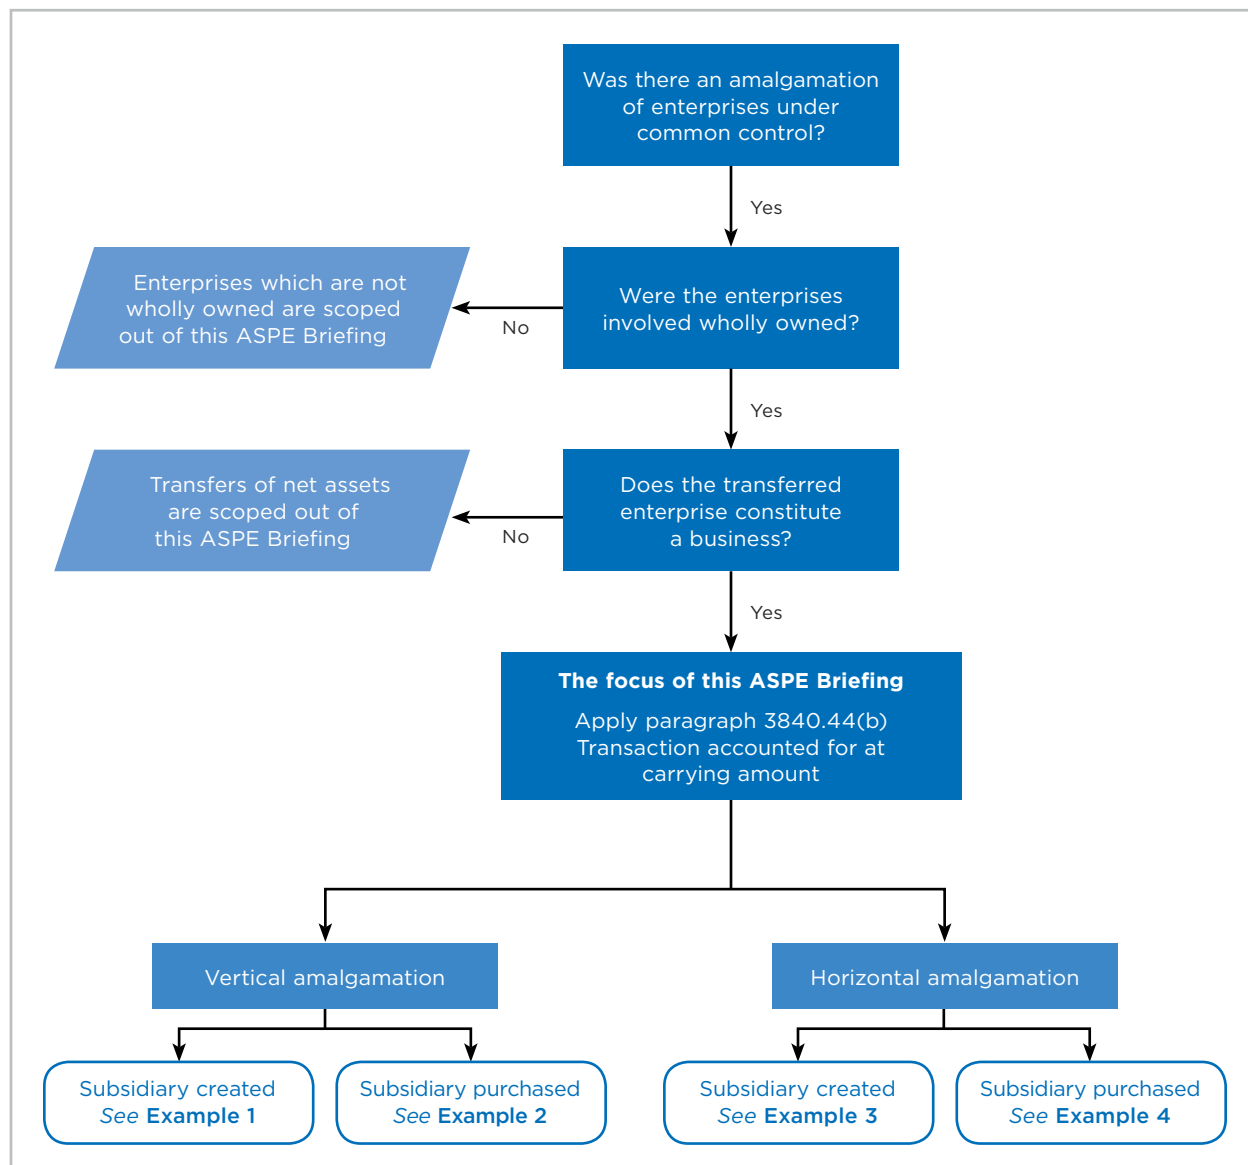 Was there an amalgamation
of enterprises under
common control?
Yes
Enterprises which are not
wholly owned are scoped
out of this ASPE Briefing
No
Were the enterprises
involved wholly owned?
Yes
Transfers of net assets
are scoped out of
this ASPE Briefing
No
Does the transferred
enterprise constitute
a business?
Yes
The focus of this ASPE Briefing
Apply paragraph 3840.44(b)
Transaction accounted for at
carrying amount
Vertical amalgamation
Horizontal amalgamation
Subsidiary created
See Example 1
Subsidiary purchased
See Example 2
Subsidiary created
See Example 3
Subsidiary purchased
See Example 4